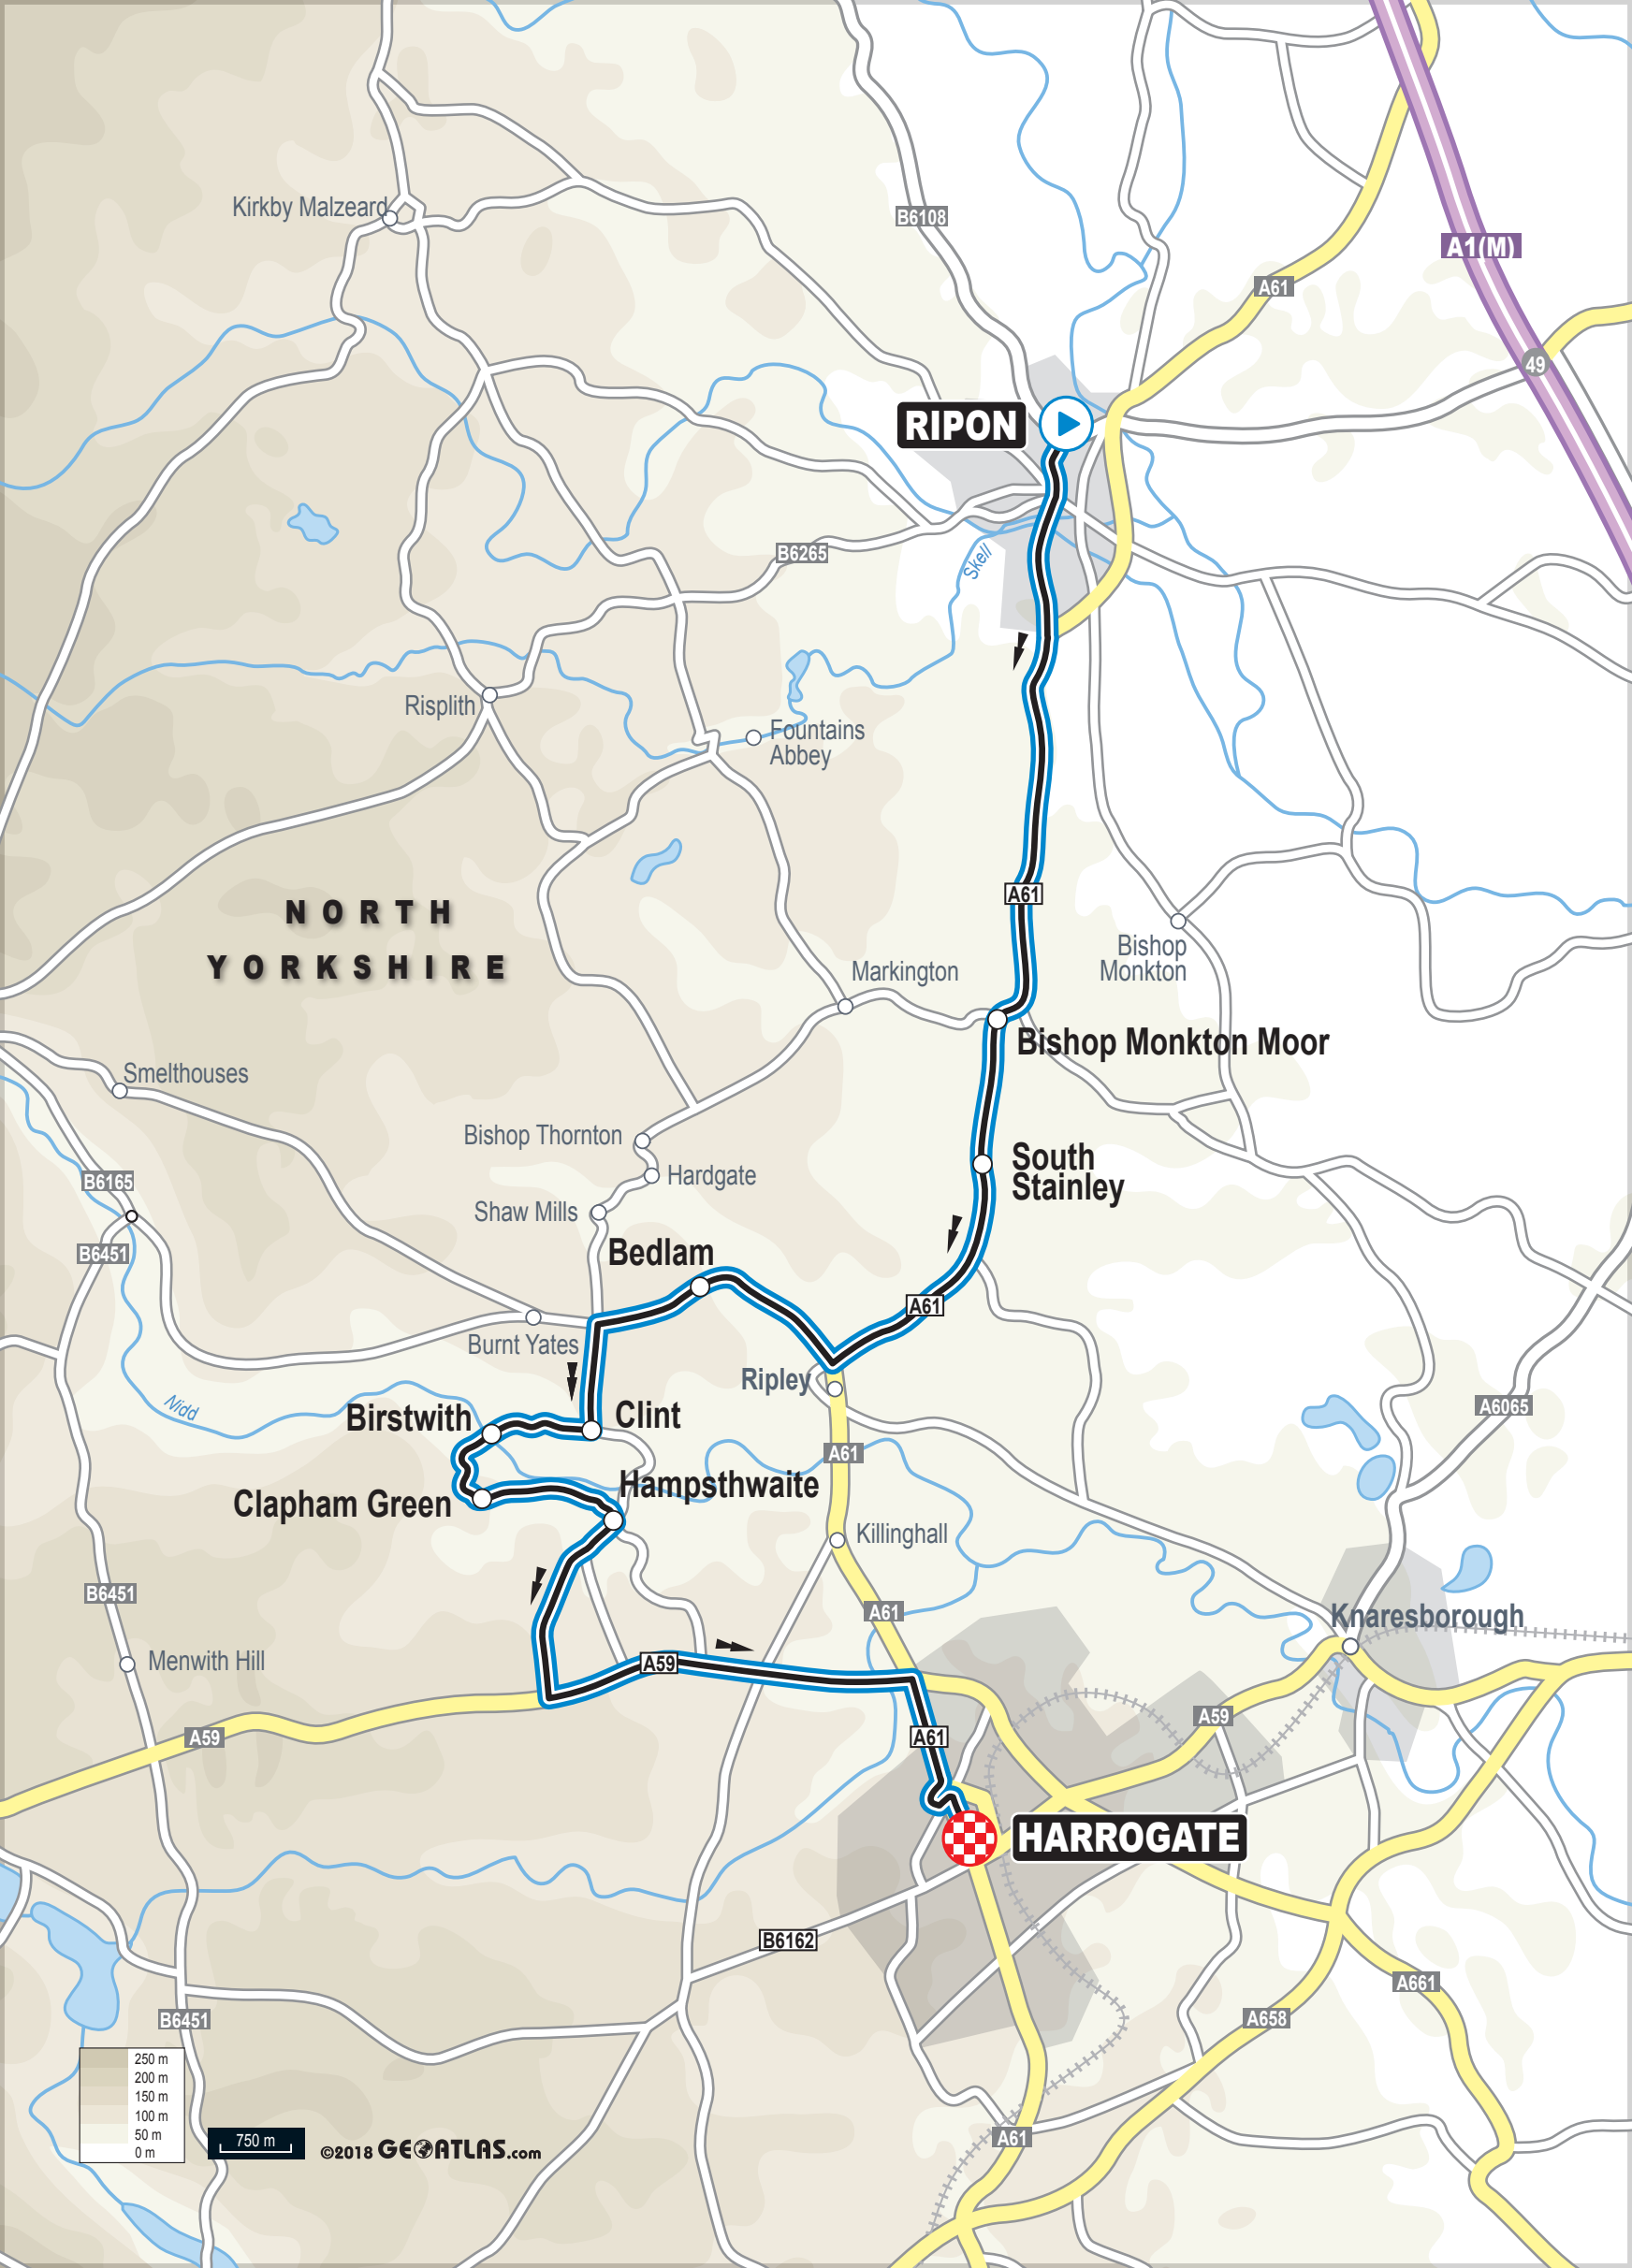 Kirkby Malzeard
B6108
A1(M)
A61
49
RIPON
B6265
Skell
Risplith
Fountains
Abbey
A61
NORTH
YORKSHIRE
Bishop
Monkton
Markington
Bishop Monkton Moor
Smelthouses
Bishop Thornton
South
Stainley
Hardgate
B6165
Shaw Mills
B6451
Bedlam
A61
Burnt Yates
Ripley
Nidd
Birstwith
Clint
A6065
A61
Hampsthwaite
Clapham Green
Killinghall
B6451
A61
Knaresborough
Menwith Hill
A59
A59
A59
A61
HARROGATE
B6162
A661
A658
B6451
250 m
200 m
150 m
100 m
50 m
0 m
750 m
©2018 GEOATLAS.com
A61